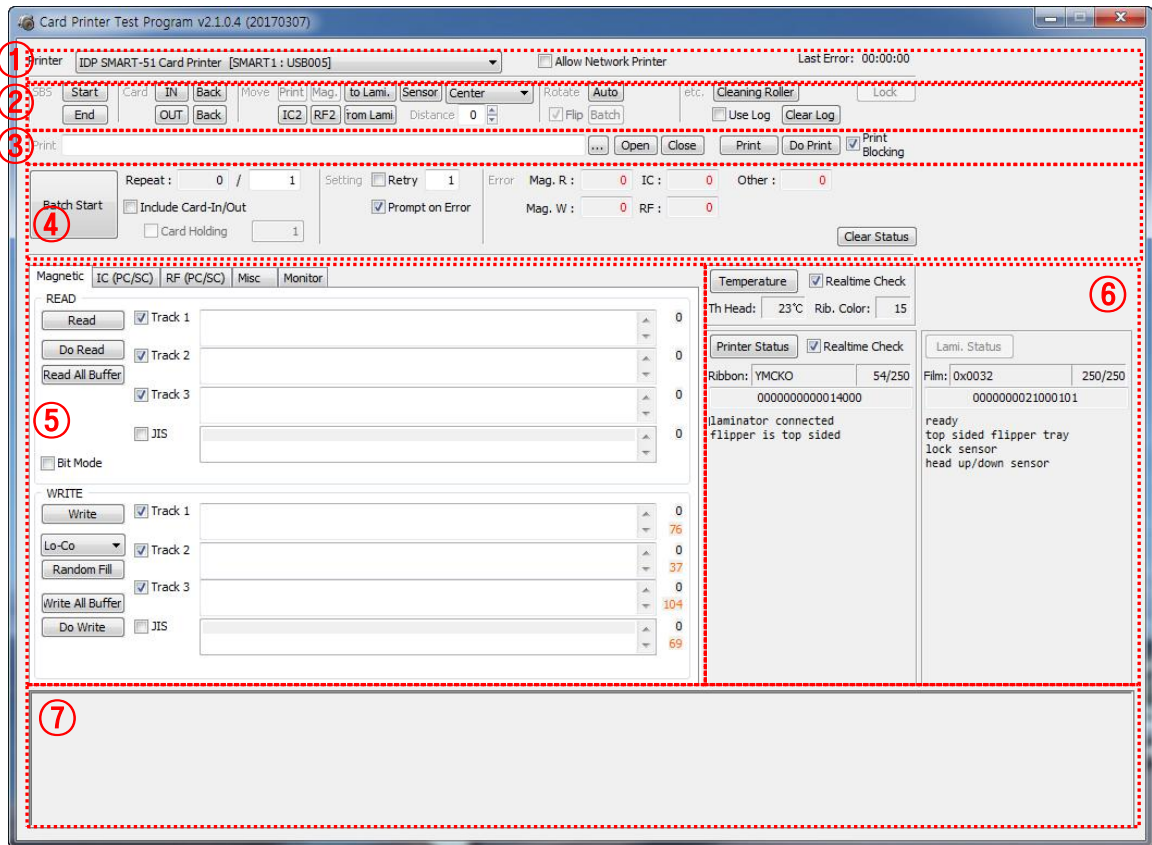 Card Printer Test Program v2.1.0.4 (20170307)
①
Printer IDP SMART-51 Card Printer [SMART1 : USB005] Allow Network Printer Last Error: 00:00:00
②
SBS Start Card IN Back Move Print Mag. to Lami. Sensor Center Rotate Auto etc. Cleaning Roller Lock
End OUT Back IC2 RF2 from Lami Distance 0 Flip Batch Use Log Clear Log
③
Print ... Open Close Print Do Print Print Blocking
④
Batch Start Repeat : 0 / 1 Setting Retry 1 Error Mag. R : 0 IC : 0 Other : 0
Include Card-In/Out Prompt on Error Mag. W : 0 RF : 0
Card Holding 1 Clear Status
⑤
Magnetic IC (PC/SC) RF (PC/SC) Misc Monitor
READ
Read Track 1 0
Do Read Track 2 0
Read All Buffer
Track 3 0
JIS 0
Bit Mode
WRITE
Write Track 1 0
76
Lo-Co Track 2 0
Random Fill 37
Track 3 0
Write All Buffer 104
Do Write JIS 0
69
⑥
Temperature Realtime Check
Th Head: 23℃ Rib. Color: 15
Printer Status Realtime Check
Ribbon: YMCKO 54/250
0000000000014000
laminator connected
flipper is top sided
Lami. Status
Film: 0x0032 250/250
0000000021000101
ready
top sided flipper tray
lock sensor
head up/down sensor
⑦